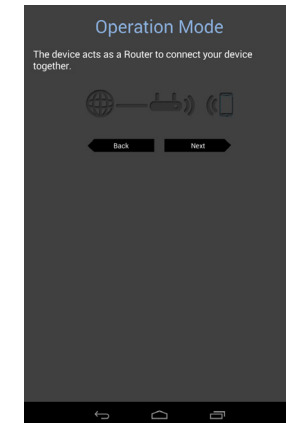 Operation Mode
The device acts as a Router to connect your device
together.
Back
Next